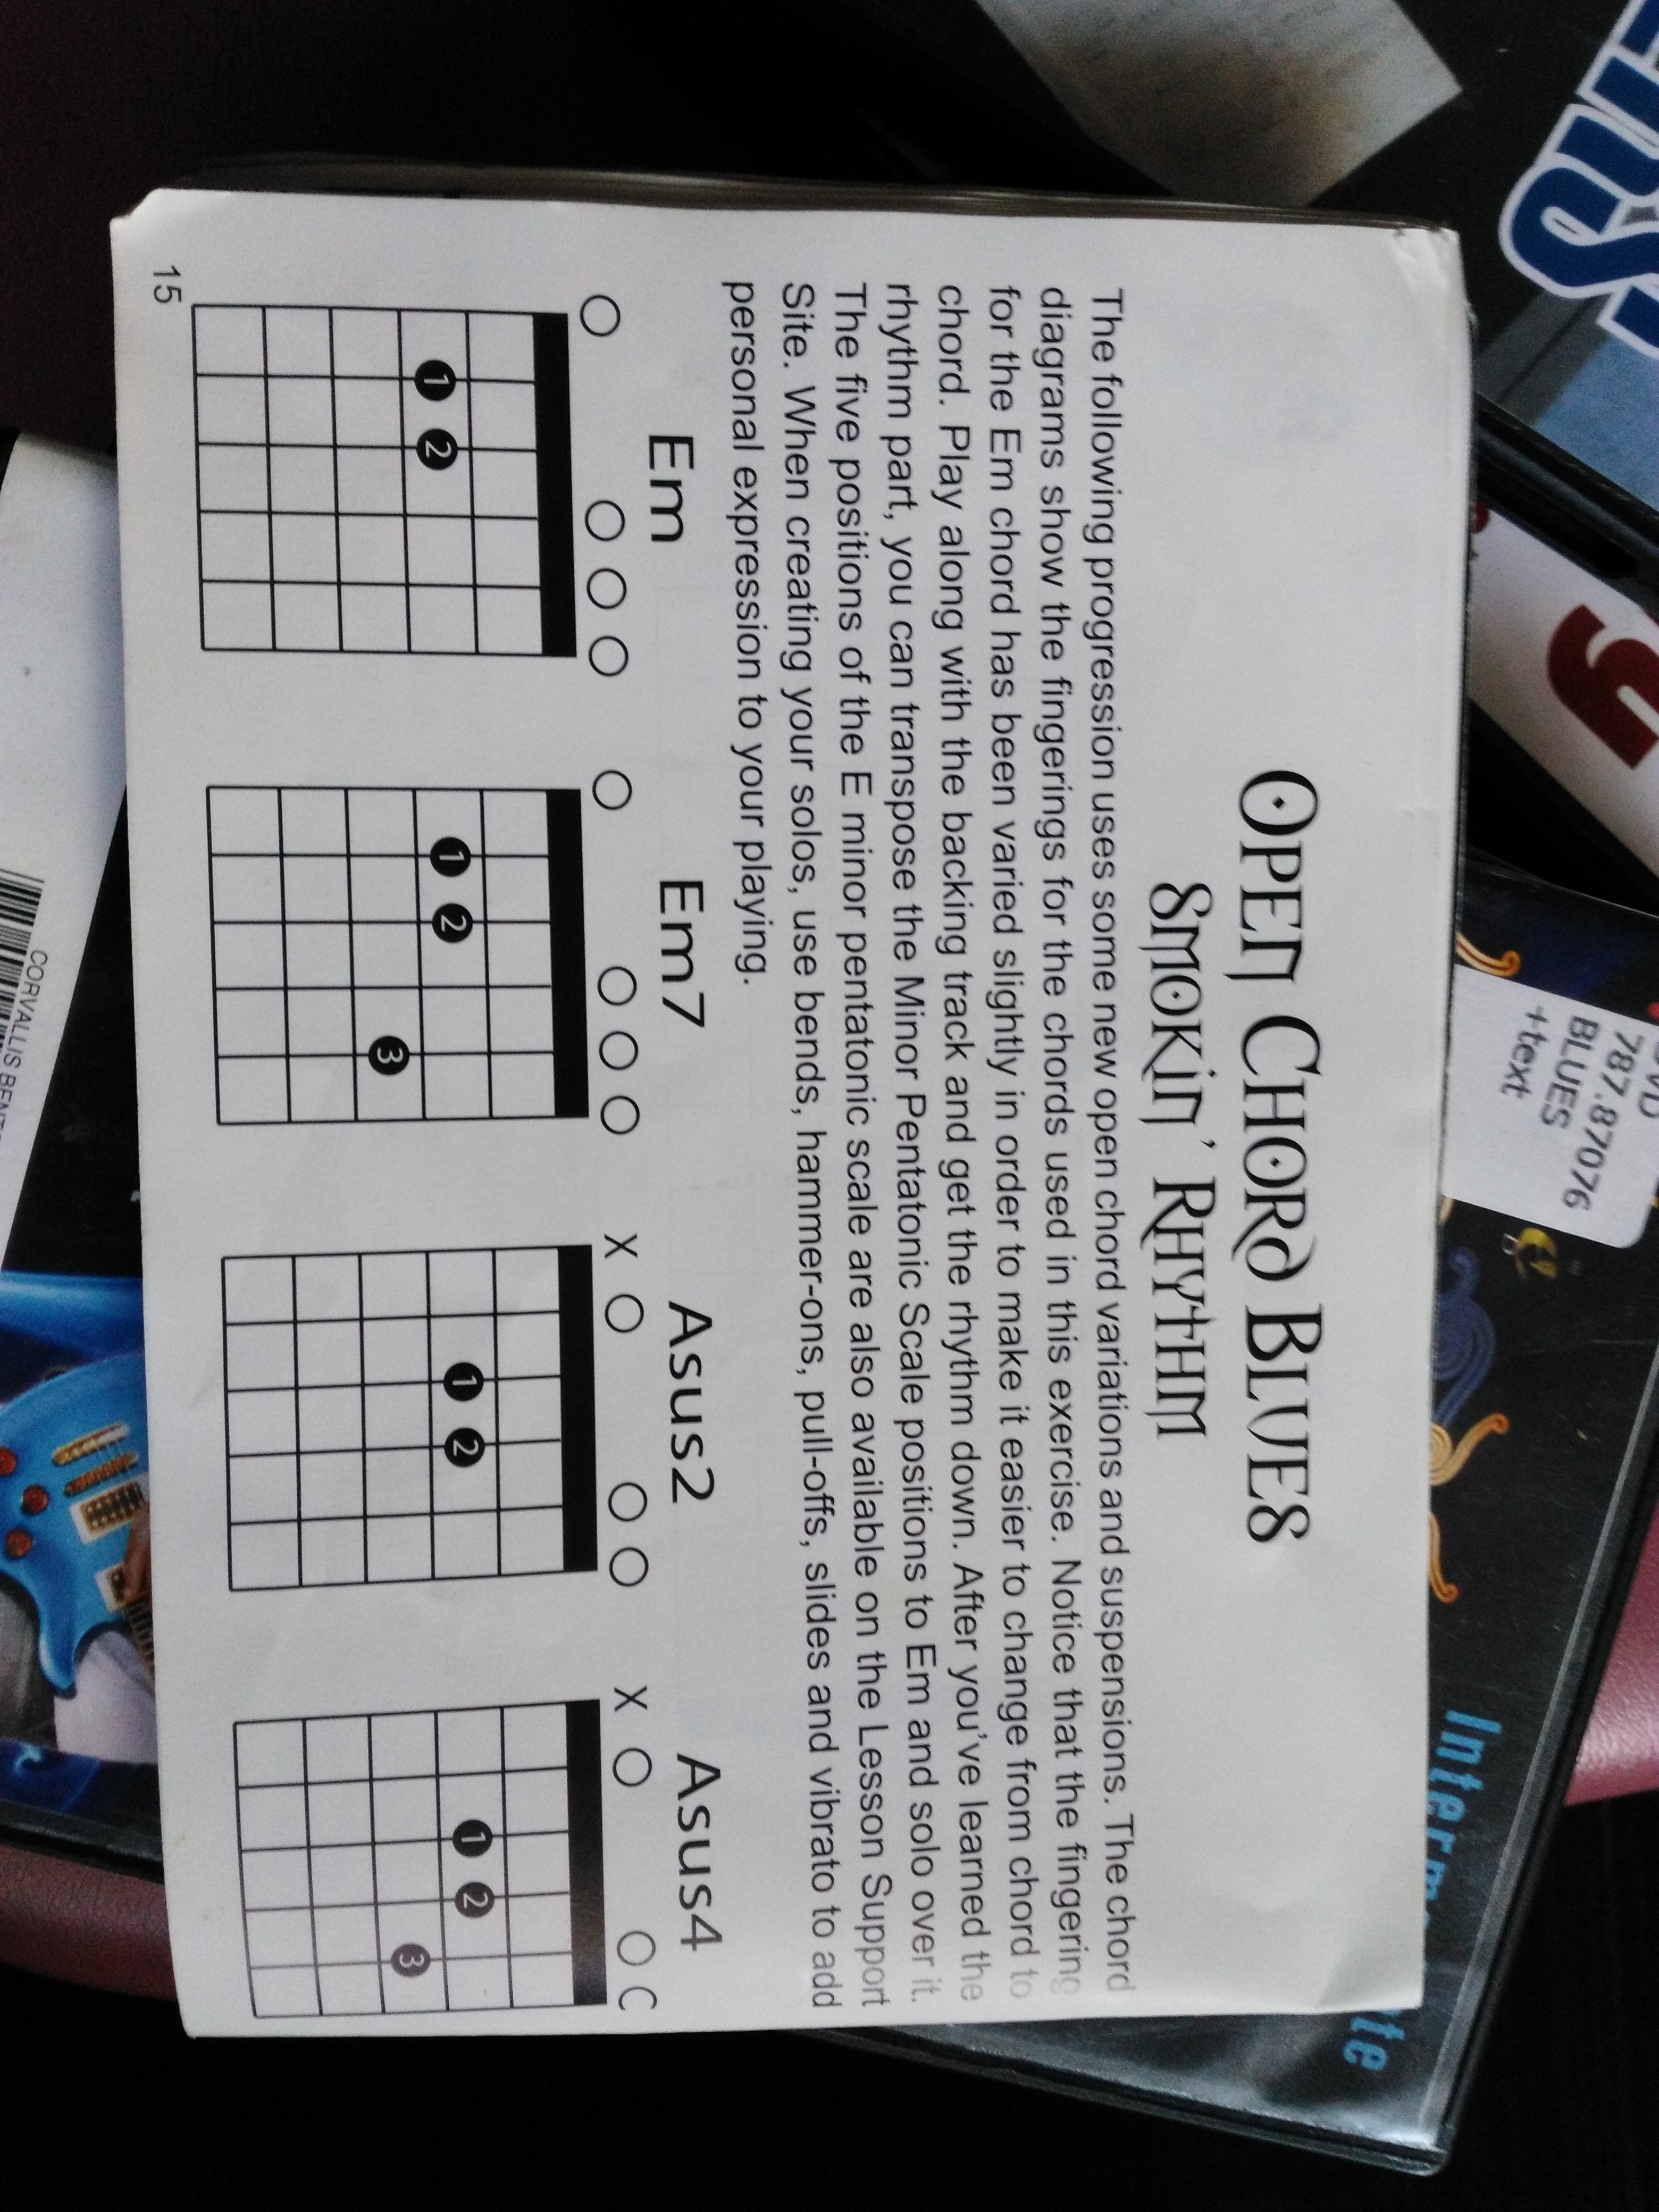 OPEN CHORD BLUES
SMOKIN' RHYTHM
The following progression uses some new open chord variations and suspensions. The chord
diagrams show the fingerings for the chords used in this exercise. Notice that the fingering
for the Em chord has been varied slightly in order to make it easier to change from chord to
chord. Play along with the backing track and get the rhythm down. After you've learned the
rhythm part, you can transpose the Minor Pentatonic Scale positions to Em and solo over it.
The five positions of the E minor pentatonic scale are also available on the Lesson Support
Site. When creating your solos, use bends, hammer-ons, pull-offs, slides and vibrato to add
personal expression to your playing.
Em Em7 Asus2 Asus4
X X
1 2 1 2 1 2 1 2
3 3
15
787.87076
BLUES
+text
CORVALLIS